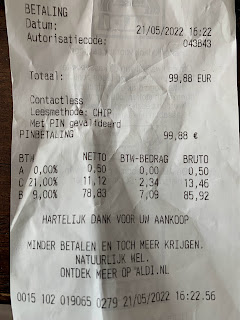 BETALING
Datum: 21/05/2022 16:22
Autorisatiecode: 043B43
Totaal: 99,88 EUR
Contactless
Leesmethode: CHIP
Met PIN gevalideerd
PINBETALING 99,88 €
BTW NETTO BTW-BEDRAG BRUTO
A 0,00% 0,50 0,00 0,50
C 21,00% 11,12 2,34 13,46
B 9,00% 78,83 7,09 85,92
HARTELIJK DANK VOOR UW AANKOOP
MINDER BETALEN EN TOCH MEER KRIJGEN.
NATUURLIJK WEL.
ONTDEK MEER OP ALDI.NL
0015 102 019065 0279 21/05/2022 16:22.56